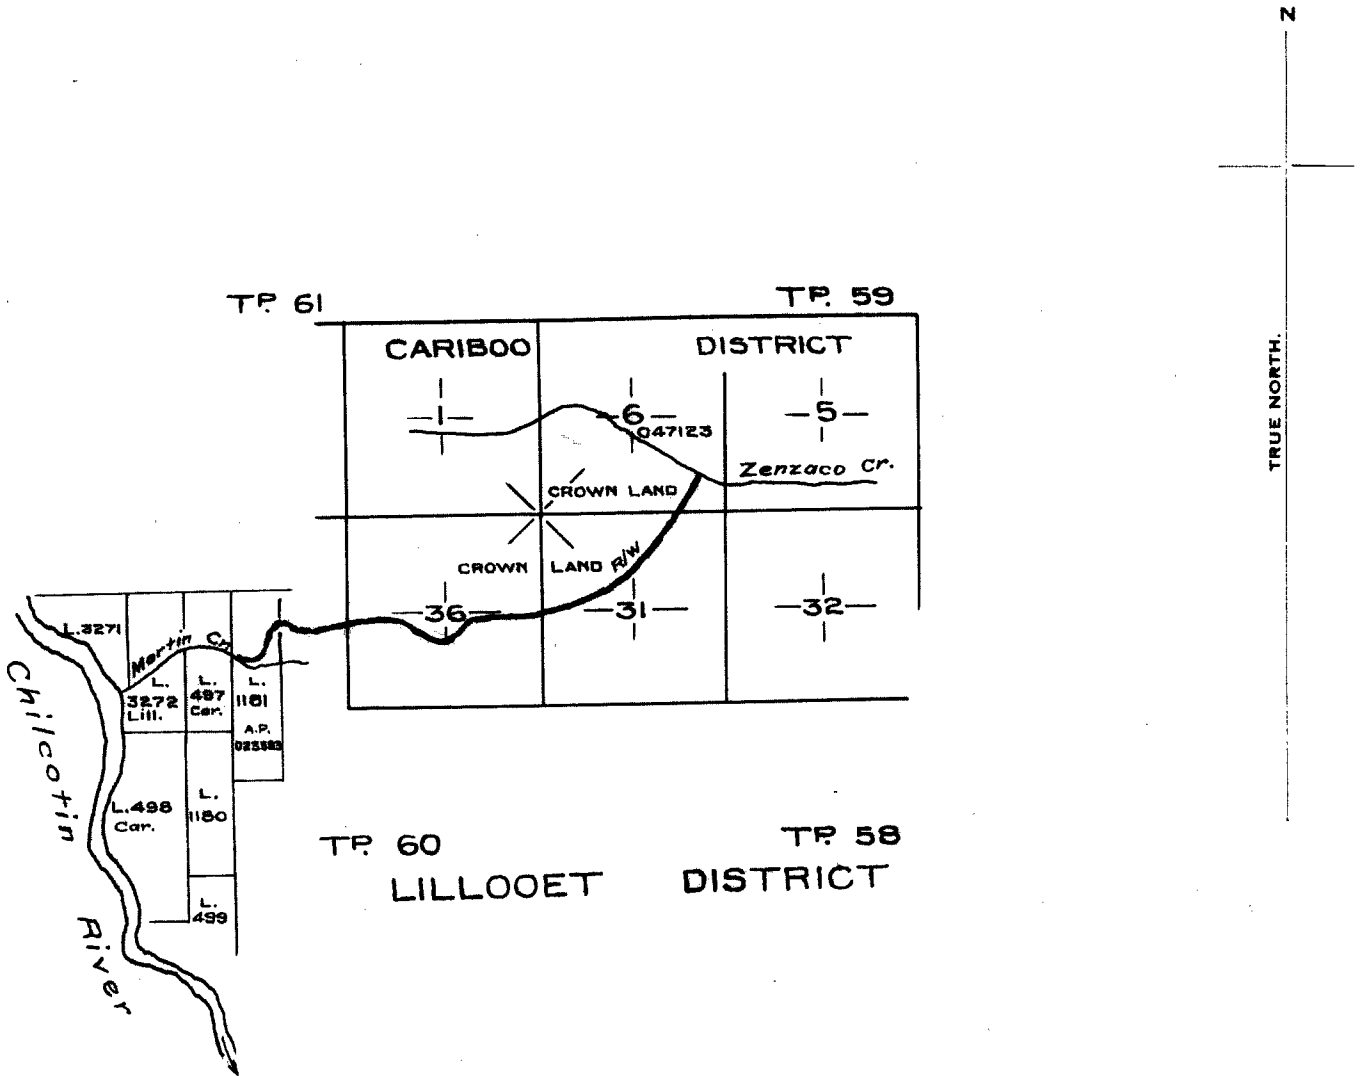 N
TRUE NORTH.
TP. 61
TP. 59
CARIBOO DISTRICT
1
6
5
047123
Zenzaco Cr.
CROWN LAND
CROWN LAND
R/W
36
31
32
L.3271
Martin Cr.
L.
3272
Lill.
L.
497
Car.
L.
1181
A.P.
L.498
Car.
L.
1180
L.
499
Chilcotin River
TP. 60
TP. 58
LILLOOET DISTRICT